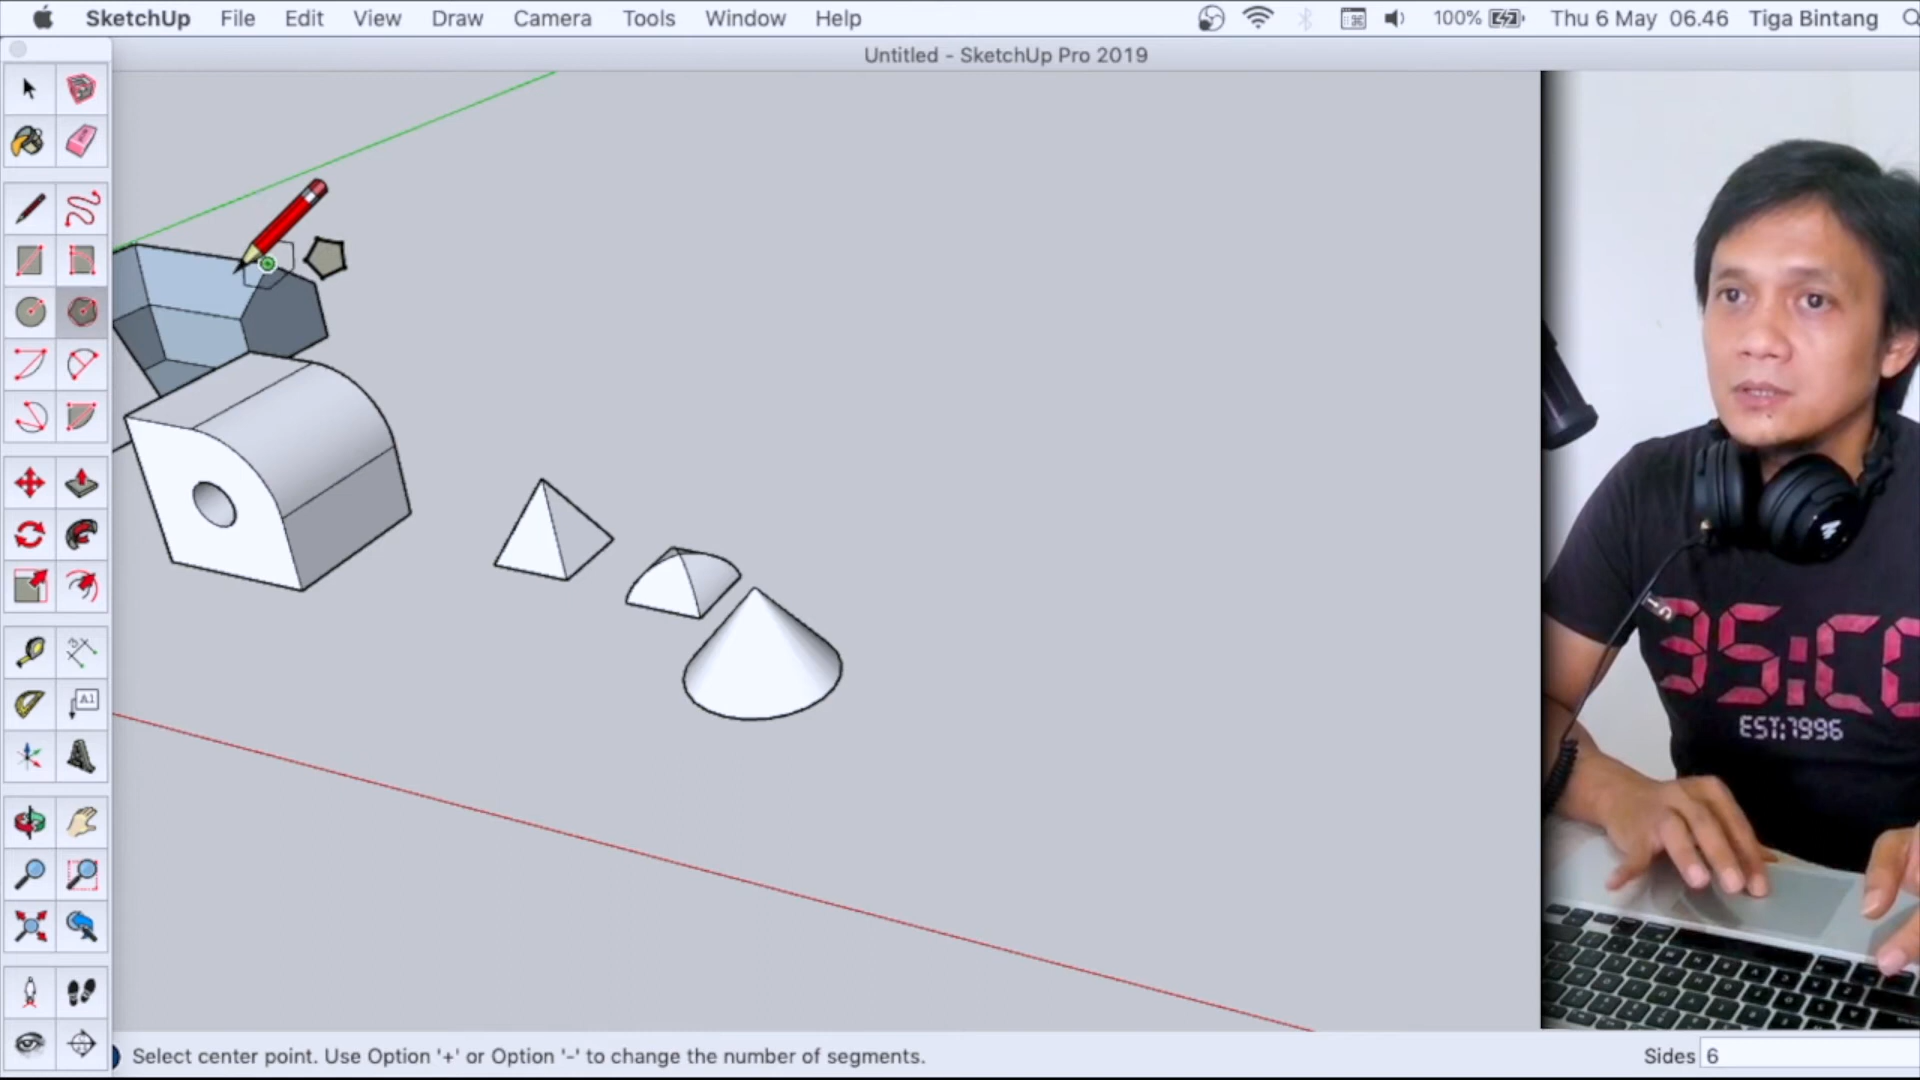 SketchUp File Edit View Draw Camera Tools Window Help 100% Thu 6 May 06.46 Tiga Bintang
Untitled - SketchUp Pro 2019
A1
35:CO
EST:1996
Select center point. Use Option '+' or Option '-' to change the number of segments.
Sides 6